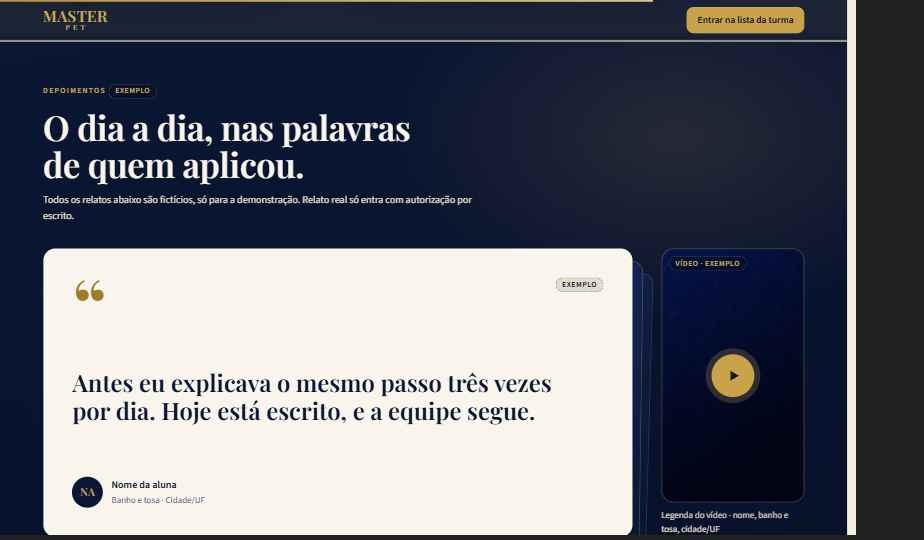 MASTER
PET
Entrar na lista da turma
DEPOIMENTOS EXEMPLO
O dia a dia, nas palavras
de quem aplicou.
Todos os relatos abaixo são fictícios, só para a demonstração. Relato real só entra com autorização por
escrito.
“
EXEMPLO
Antes eu explicava o mesmo passo três vezes
por dia. Hoje está escrito, e a equipe segue.
NA
Nome da aluna
Banho e tosa · Cidade/UF
VÍDEO · EXEMPLO
Legenda do vídeo · nome, banho e
tosa, cidade/UF